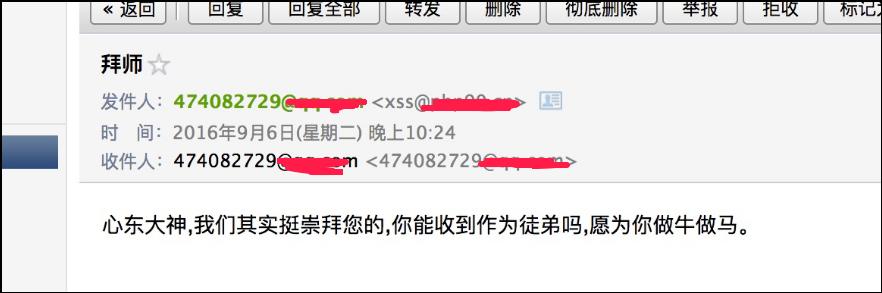 « 返回 回复 回复全部 转发 删除 彻底删除 举报 拒收 标记为
拜师
发件人：474082729@ <xss@ >
时 间：2016年9月6日(星期二) 晚上10:24
收件人：474082729@ <474082729@ >
心东大神,我们其实挺崇拜您的,你能收到作为徒弟吗,愿为你做牛做马。